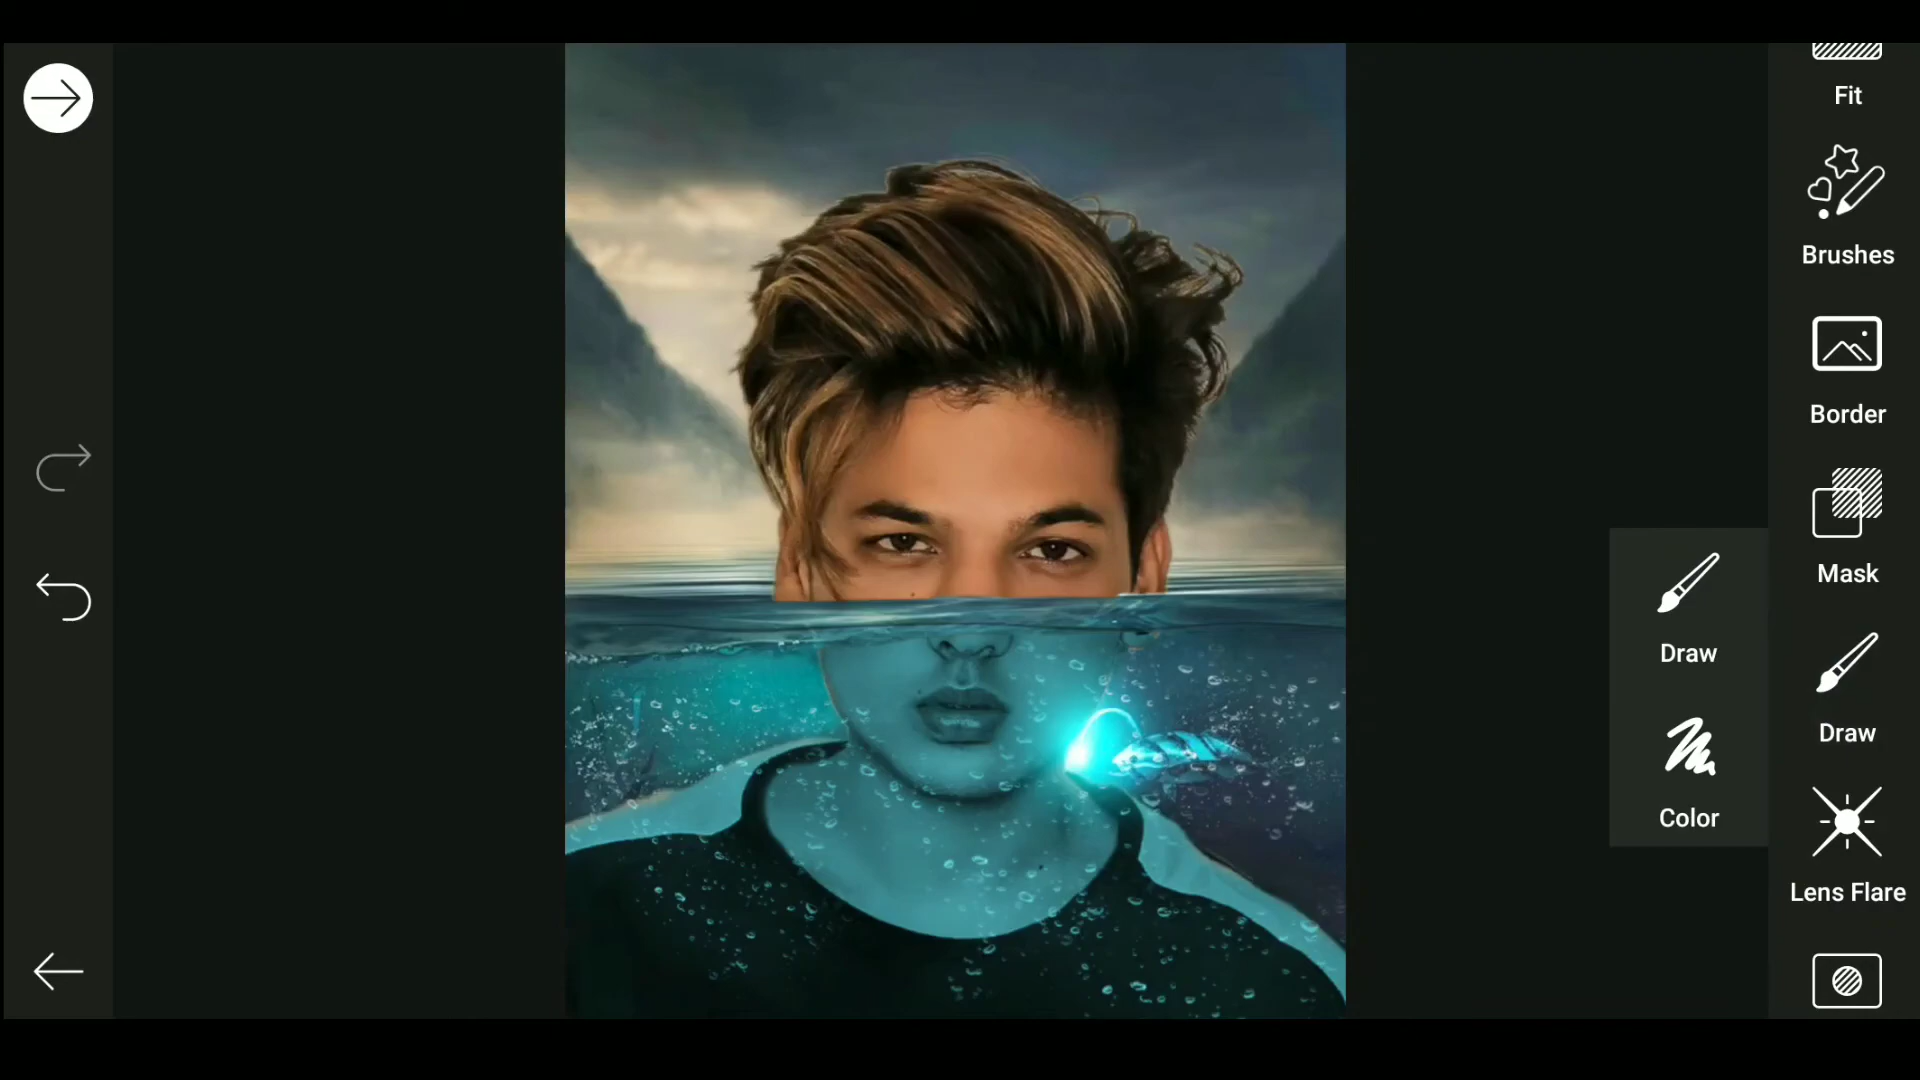 Fit
Brushes
Border
Mask
Draw
Lens Flare
Draw
Color